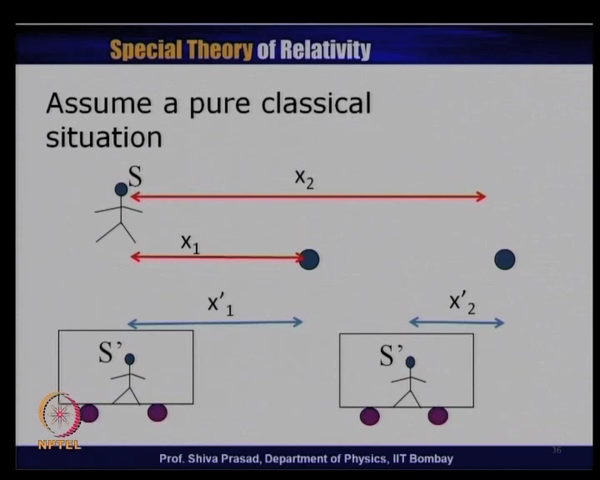 Special Theory of Relativity
Assume a pure classical
situation
S
x₂
x₁
x'₁
x'₂
S'
S'
NPTEL
Prof. Shiva Prasad, Department of Physics, IIT Bombay
36